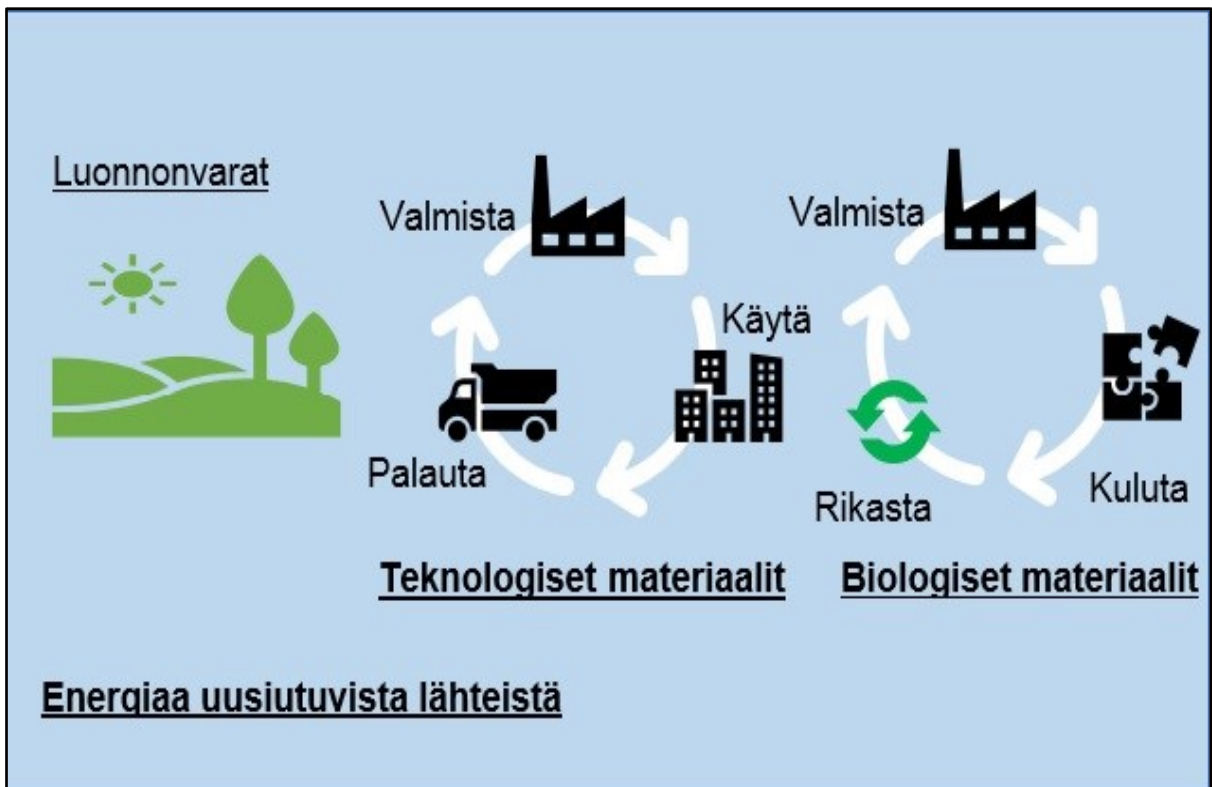 Luonnonvarat
Valmista
Käytä
Palauta
Teknologiset materiaalit
Valmista
Kuluta
Rikasta
Biologiset materiaalit
Energiaa uusiutuvista lähteistä